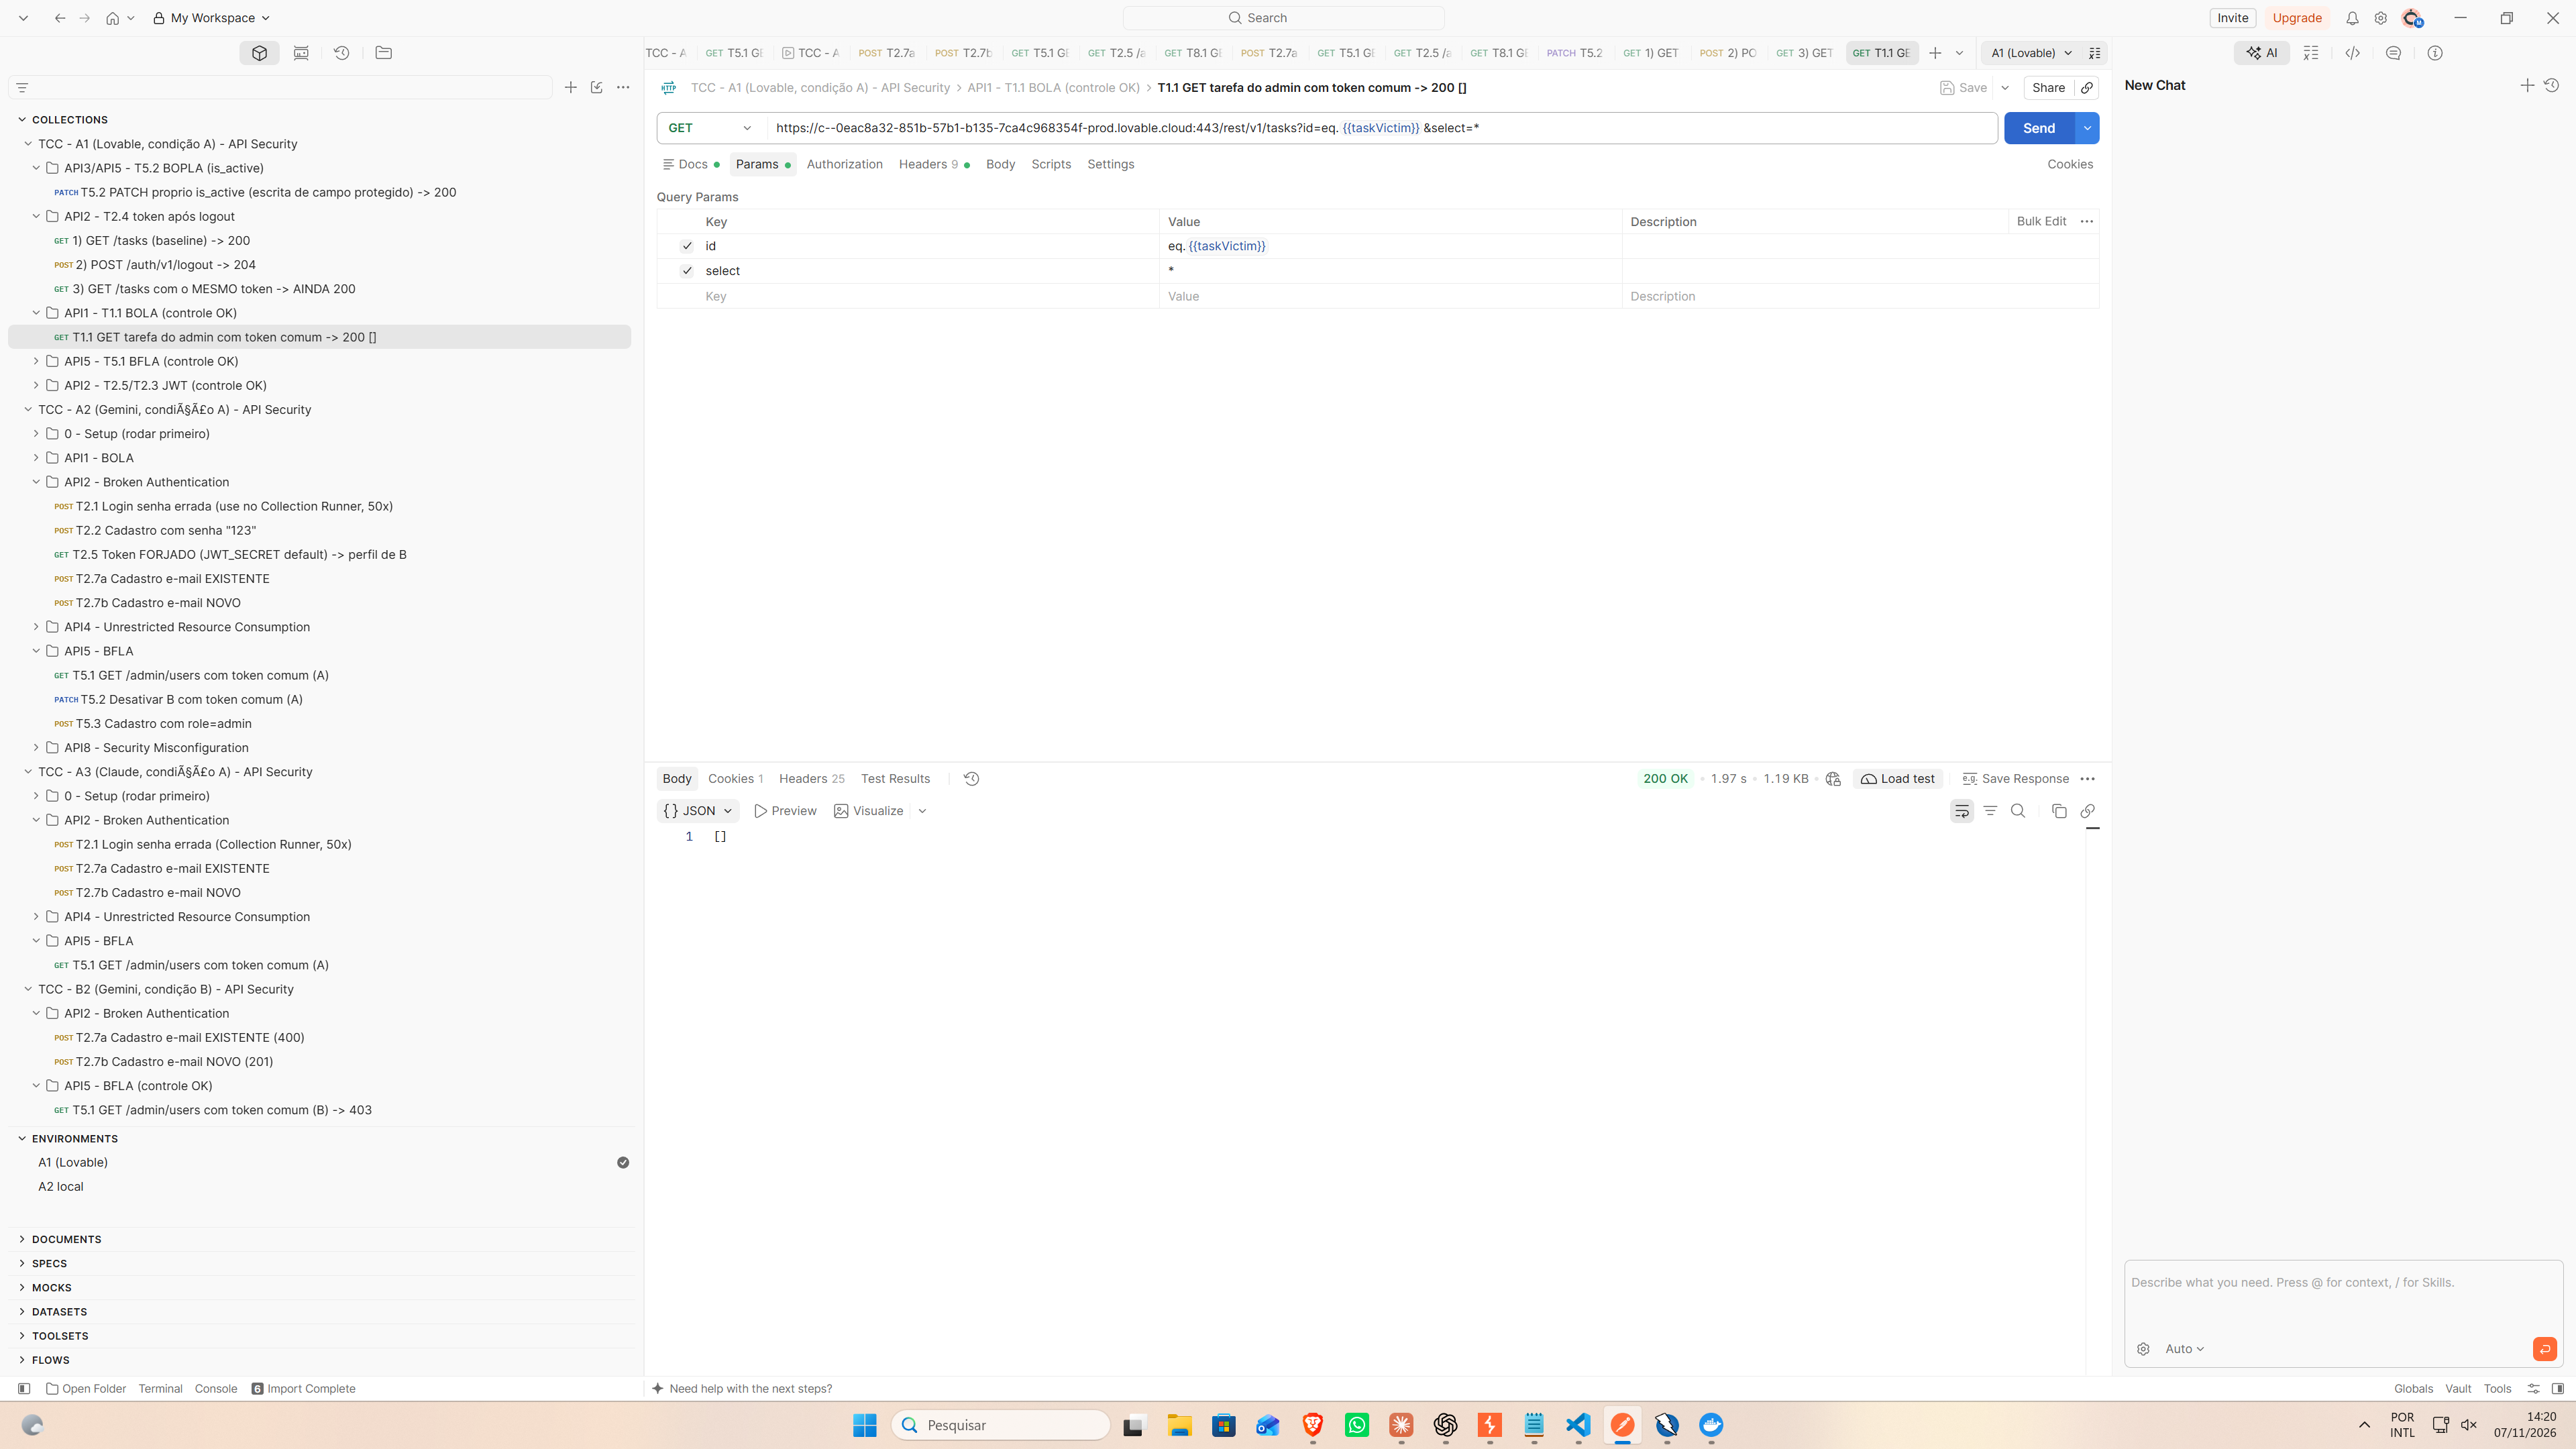 My Workspace
Search
Invite
Upgrade
TCC - A
GET T5.1 GE
TCC - A
POST T2.7a
POST T2.7b
GET T5.1 GE
GET T2.5 /a
GET T8.1 GE
POST T2.7a
GET T5.1 GE
GET T2.5 /a
GET T8.1 GE
PATCH T5.2
GET 1) GET
POST 2) PO
GET 3) GET
GET T1.1 GE
A1 (Lovable)
AI
COLLECTIONS
TCC - A1 (Lovable, condição A) - API Security
API3/API5 - T5.2 BOPLA (is_active)
PATCH T5.2 PATCH proprio is_active (escrita de campo protegido) -> 200
API2 - T2.4 token após logout
GET 1) GET /tasks (baseline) -> 200
POST 2) POST /auth/v1/logout -> 204
GET 3) GET /tasks com o MESMO token -> AINDA 200
API1 - T1.1 BOLA (controle OK)
GET T1.1 GET tarefa do admin com token comum -> 200 []
API5 - T5.1 BFLA (controle OK)
API2 - T2.5/T2.3 JWT (controle OK)
TCC - A2 (Gemini, condiÃ§Ã£o A) - API Security
0 - Setup (rodar primeiro)
API1 - BOLA
API2 - Broken Authentication
POST T2.1 Login senha errada (use no Collection Runner, 50x)
POST T2.2 Cadastro com senha "123"
GET T2.5 Token FORJADO (JWT_SECRET default) -> perfil de B
POST T2.7a Cadastro e-mail EXISTENTE
POST T2.7b Cadastro e-mail NOVO
API4 - Unrestricted Resource Consumption
API5 - BFLA
GET T5.1 GET /admin/users com token comum (A)
PATCH T5.2 Desativar B com token comum (A)
POST T5.3 Cadastro com role=admin
API8 - Security Misconfiguration
TCC - A3 (Claude, condiÃ§Ã£o A) - API Security
0 - Setup (rodar primeiro)
API2 - Broken Authentication
POST T2.1 Login senha errada (Collection Runner, 50x)
POST T2.7a Cadastro e-mail EXISTENTE
POST T2.7b Cadastro e-mail NOVO
API4 - Unrestricted Resource Consumption
API5 - BFLA
GET T5.1 GET /admin/users com token comum (A)
TCC - B2 (Gemini, condição B) - API Security
API2 - Broken Authentication
POST T2.7a Cadastro e-mail EXISTENTE (400)
POST T2.7b Cadastro e-mail NOVO (201)
API5 - BFLA (controle OK)
GET T5.1 GET /admin/users com token comum (B) -> 403
ENVIRONMENTS
A1 (Lovable)
A2 local
DOCUMENTS
SPECS
MOCKS
DATASETS
TOOLSETS
FLOWS
HTTP TCC - A1 (Lovable, condição A) - API Security > API1 - T1.1 BOLA (controle OK) > T1.1 GET tarefa do admin com token comum -> 200 []
Save
Share
GET
https://c--0eac8a32-851b-57b1-b135-7ca4c968354f-prod.lovable.cloud:443/rest/v1/tasks?id=eq. {{taskVictim}} &select=*
Send
Docs
Params
Authorization
Headers 9
Body
Scripts
Settings
Cookies
Query Params
Key Value Description Bulk Edit
id eq. {{taskVictim}}
select *
Key Value Description
Body
Cookies 1
Headers 25
Test Results
200 OK
1.97 s
1.19 KB
Load test
e.g. Save Response
{} JSON
Preview
Visualize
1 []
New Chat
Describe what you need. Press @ for context, / for Skills.
Auto
Open Folder
Terminal
Console
6 Import Complete
Need help with the next steps?
Globals
Vault
Tools
Pesquisar
POR
INTL
14:20
07/11/2026